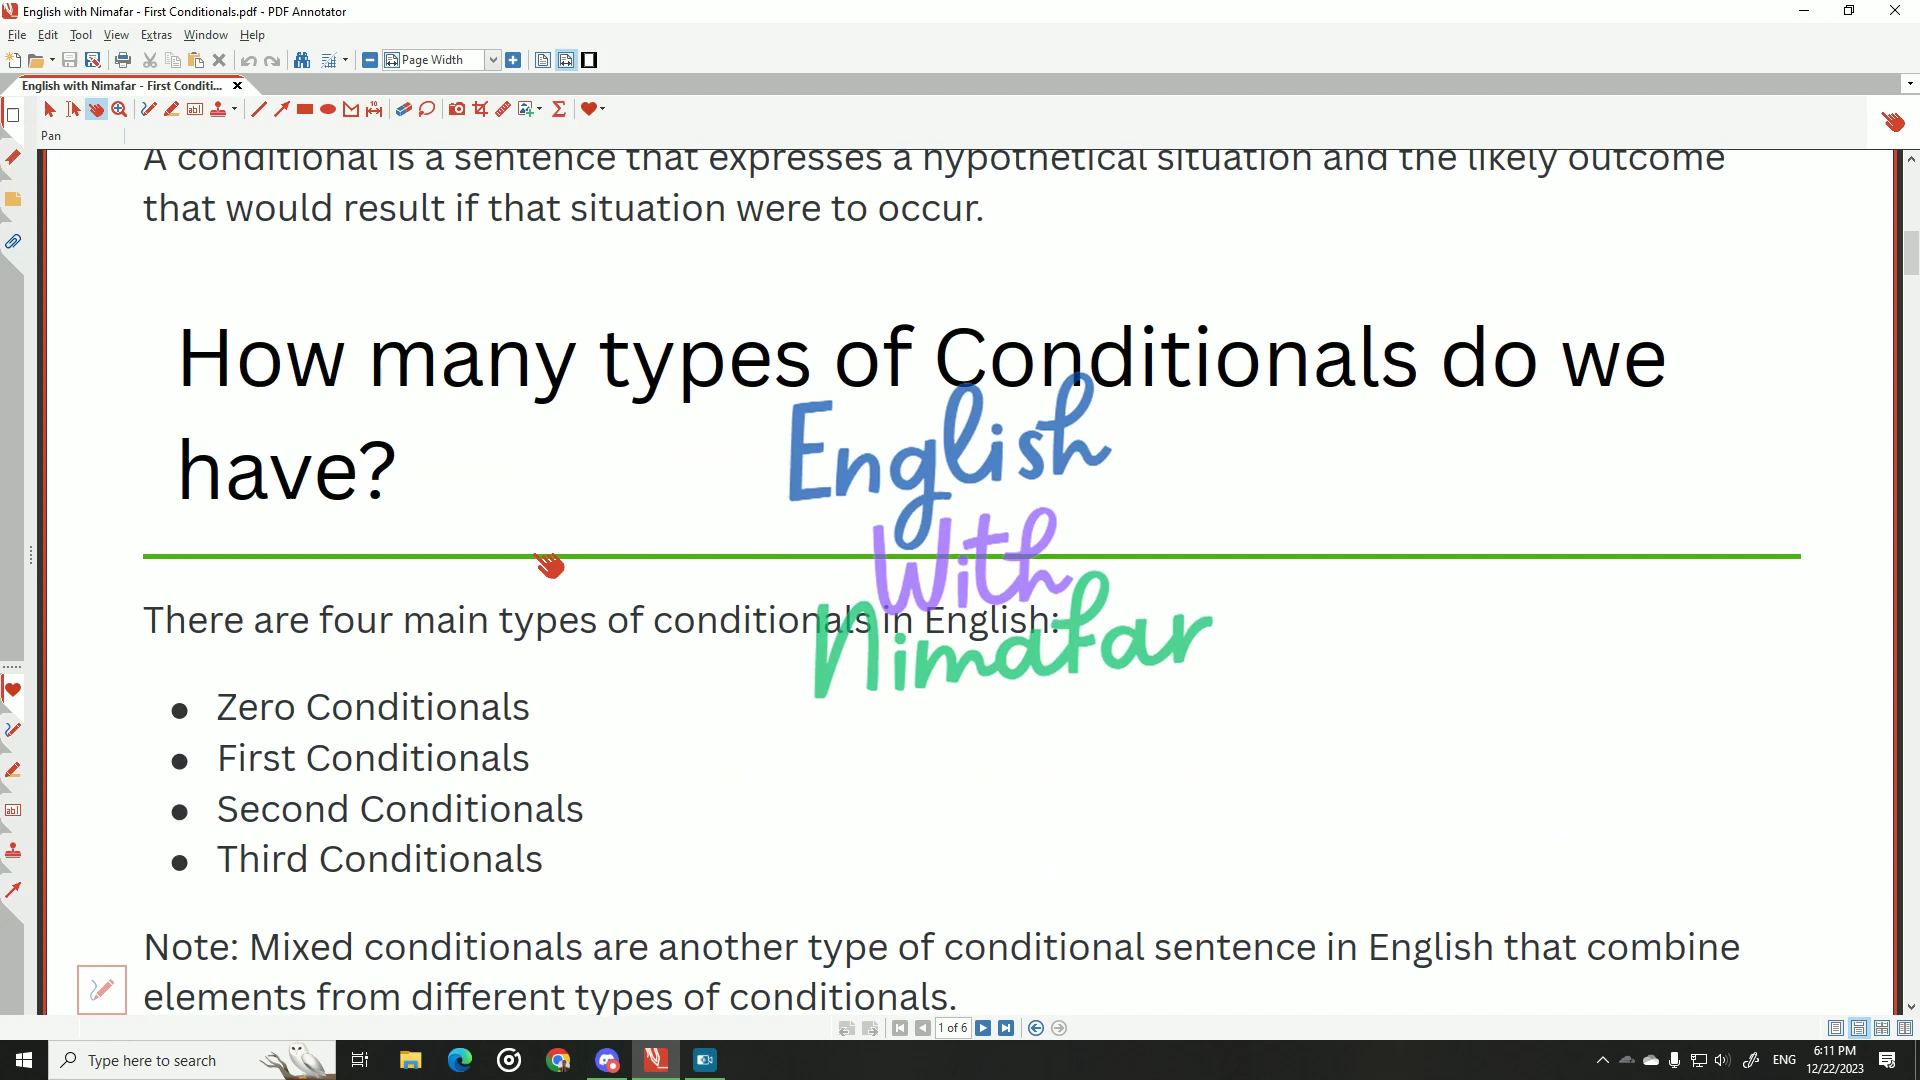 English with Nimafar - First Conditionals.pdf - PDF Annotator
File Edit Tool View Extras Window Help
Page Width
English with Nimafar - First Conditi...
Pan
A conditional is a sentence that expresses a hypothetical situation and the likely outcome
that would result if that situation were to occur.
How many types of Conditionals do we
have?
English
With
Nimafar
There are four main types of conditionals in English:
● Zero Conditionals
● First Conditionals
● Second Conditionals
● Third Conditionals
Note: Mixed conditionals are another type of conditional sentence in English that combine
elements from different types of conditionals.
1 of 6
Type here to search
ENG
6:11 PM
12/22/2023